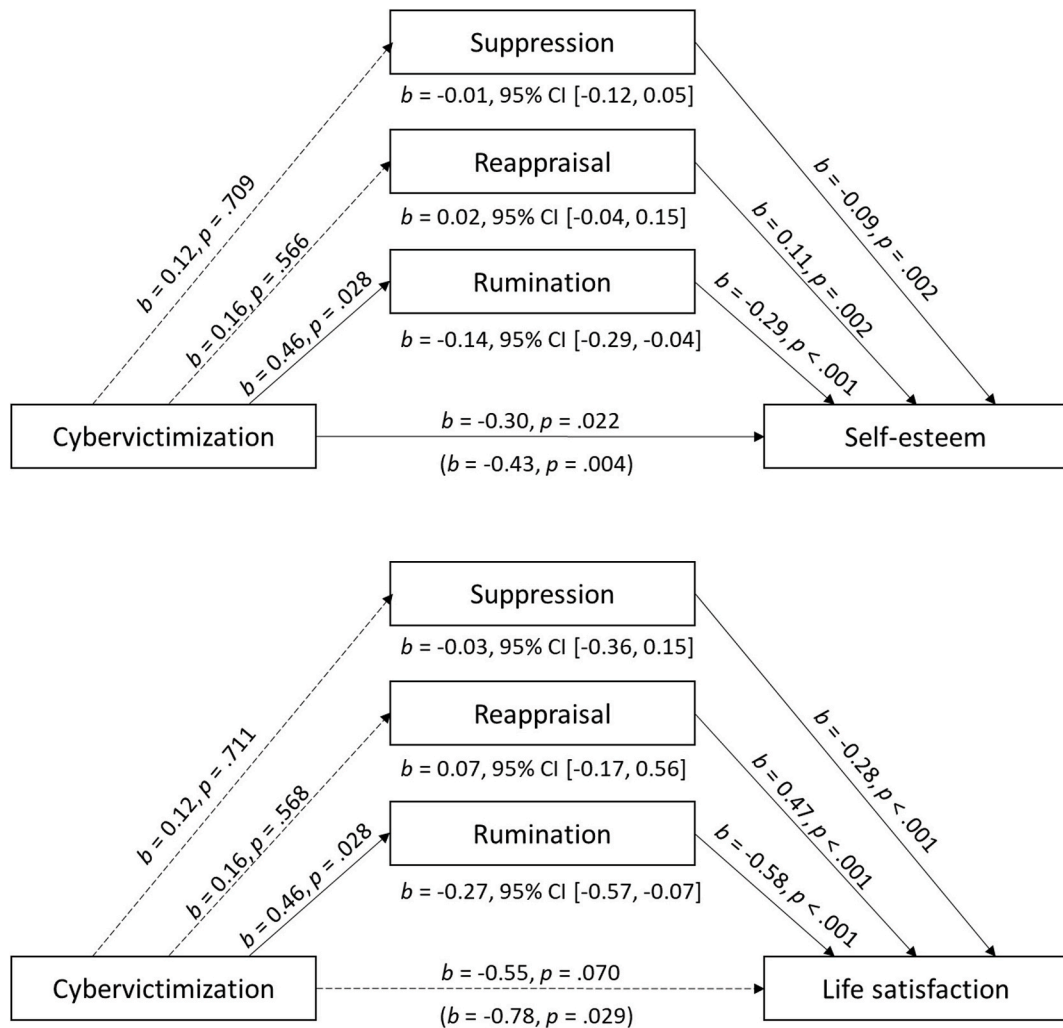 Suppression
b = -0.01, 95% CI [-0.12, 0.05]
Reappraisal
b = 0.02, 95% CI [-0.04, 0.15]
Rumination
b = -0.14, 95% CI [-0.29, -0.04]
b = 0.12, p = .709
b = 0.16, p = .566
b = 0.46, p = .028
b = -0.09, p = .002
b = 0.11, p = .002
b = -0.29, p < .001
Cybervictimization
b = -0.30, p = .022
(b = -0.43, p = .004)
Self-esteem
Suppression
b = -0.03, 95% CI [-0.36, 0.15]
Reappraisal
b = 0.07, 95% CI [-0.17, 0.56]
Rumination
b = -0.27, 95% CI [-0.57, -0.07]
b = 0.12, p = .711
b = 0.16, p = .568
b = 0.46, p = .028
b = -0.28, p < .001
b = 0.47, p < .001
b = -0.58, p < .001
Cybervictimization
b = -0.55, p = .070
(b = -0.78, p = .029)
Life satisfaction